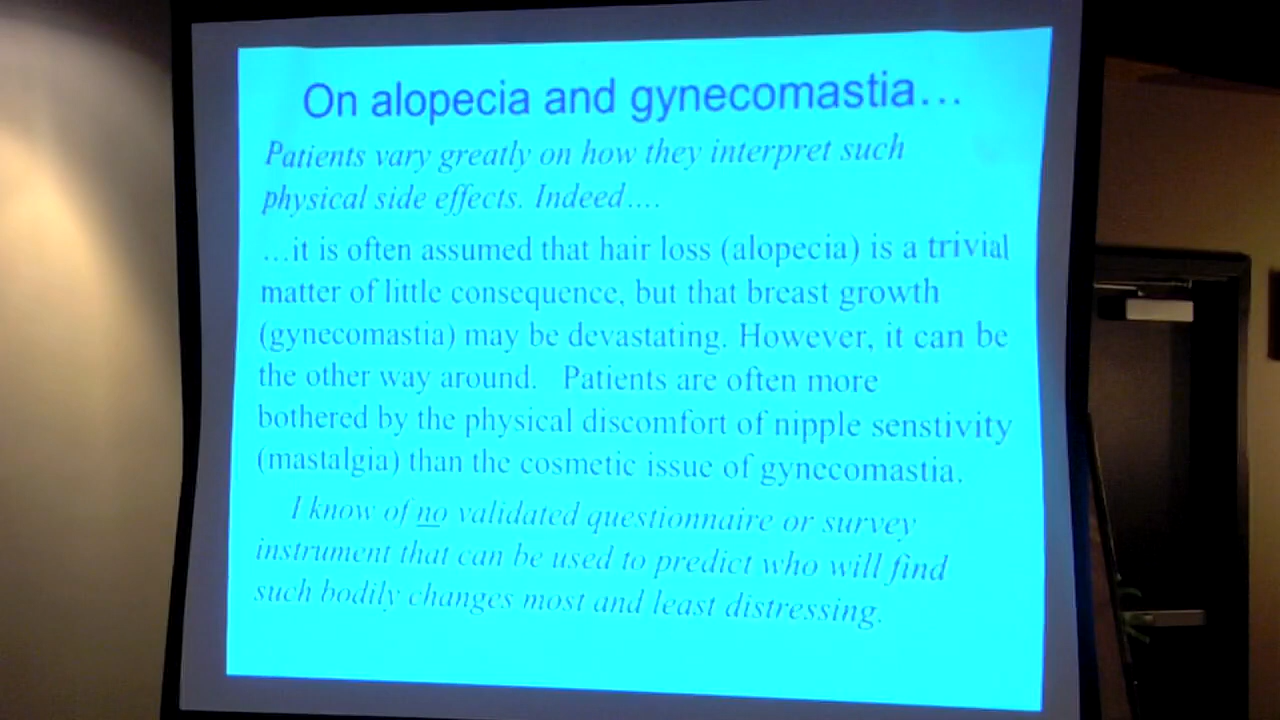 On alopecia and gynecomastia...
Patients vary greatly on how they interpret such
physical side effects. Indeed....
...it is often assumed that hair loss (alopecia) is a trivial
matter of little consequence, but that breast growth
(gynecomastia) may be devastating. However, it can be
the other way around. Patients are often more
bothered by the physical discomfort of nipple senstivity
(mastalgia) than the cosmetic issue of gynecomastia.
I know of no validated questionnaire or survey
instrument that can be used to predict who will find
such bodily changes most and least distressing.